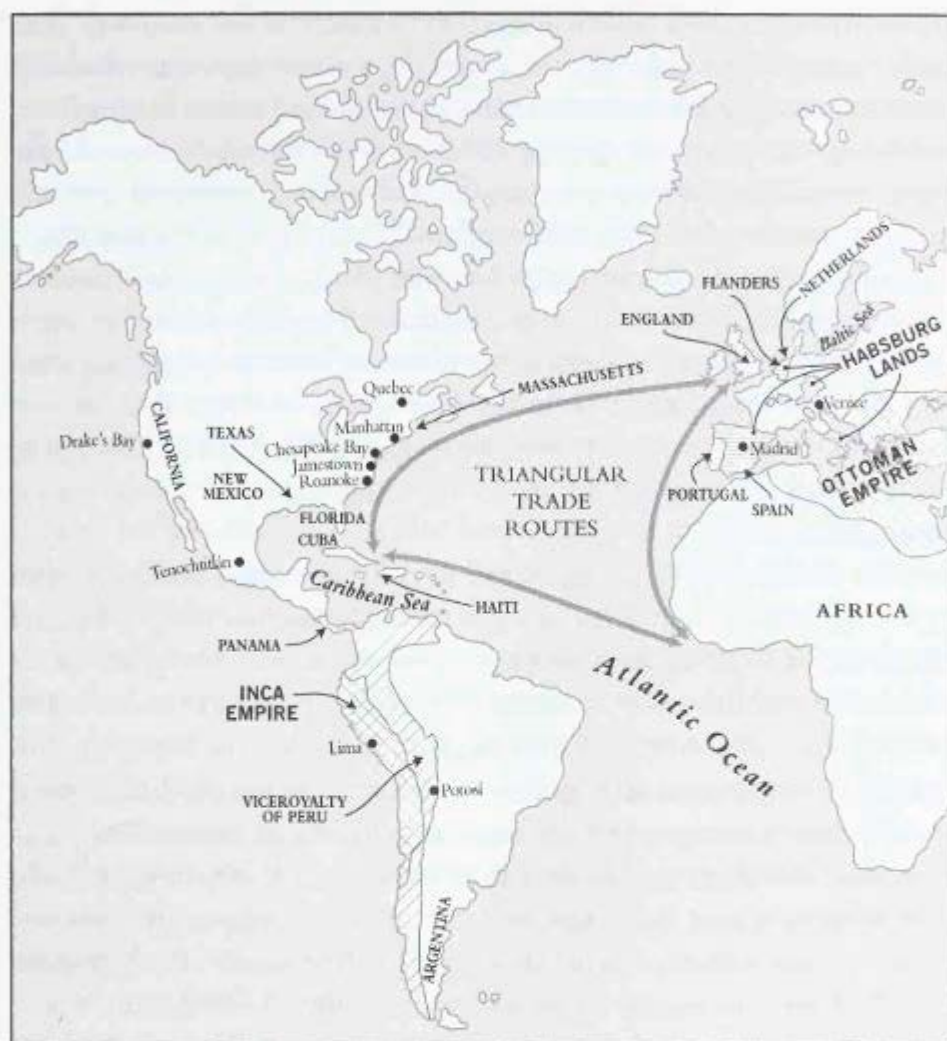 NETHERLANDS
FLANDERS
ENGLAND
Baltic Sea
HABSBURG
LANDS
Quebec
MASSACHUSETTS
Manhattan
Venice
Drake's Bay
CALIFORNIA
TEXAS
Chesapeake Bay
Jamestown
Roanoke
NEW
MEXICO
TRIANGULAR
TRADE
ROUTES
Madrid
OTTOMAN
EMPIRE
PORTUGAL
SPAIN
FLORIDA
CUBA
Tenochtitlán
Caribbean Sea
HAITI
AFRICA
PANAMA
Atlantic Ocean
INCA
EMPIRE
Lima
VICEROYALTY
OF PERU
Potosí
ARGENTINA